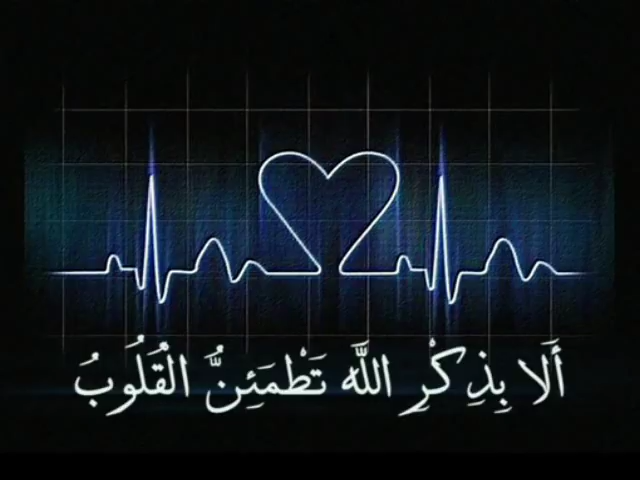 أَلَا بِذِكْرِ اللَّه تَطْمَئِنُّ الْقُلُوبُ